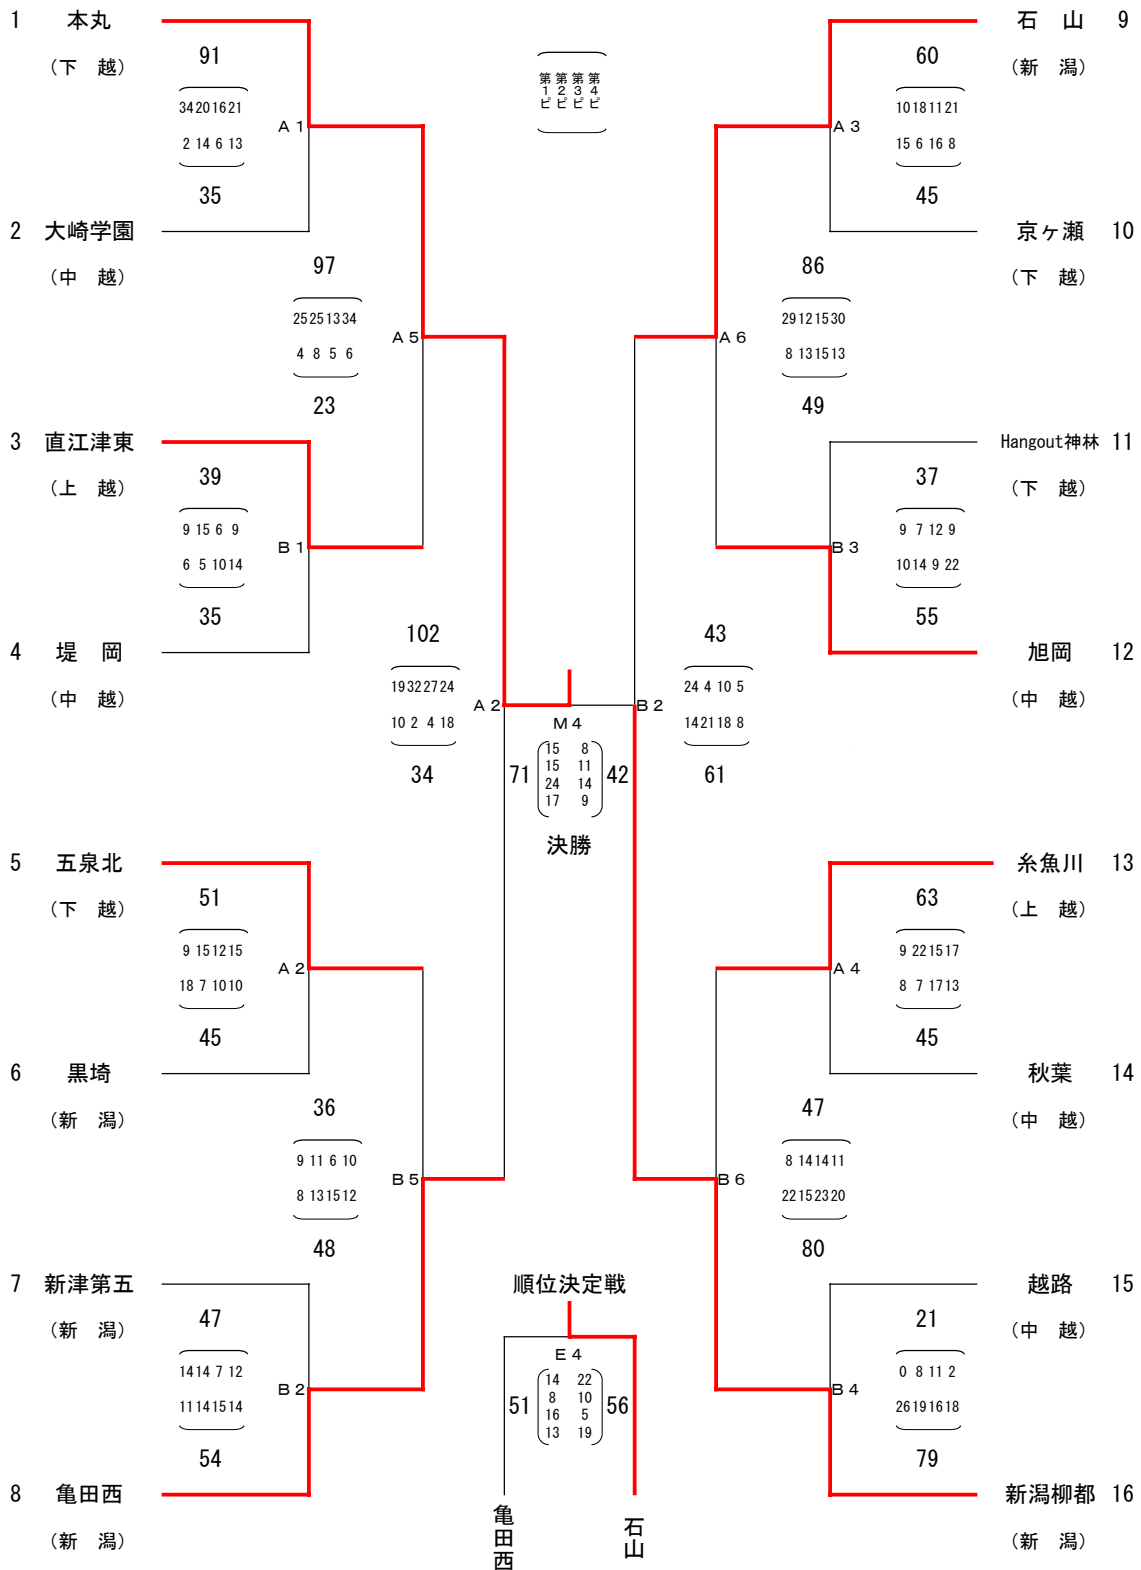 1 本丸
(下 越)
91
34 20 16 21
2 14 6 13
35
A1
2 大崎学園
(中 越)
97
25 25 13 34
4 8 5 6
23
A5
3 直江津東
(上 越)
39
9 15 6 9
6 5 10 14
35
B1
4 堤 岡
(中 越)
102
19 32 27 24
10 2 4 18
34
A2
5 五泉北
(下 越)
51
9 15 12 15
18 7 10 10
45
A2
6 黒埼
(新 潟)
36
9 11 6 10
8 13 15 12
48
B5
7 新津第五
(新 潟)
47
14 14 7 12
11 14 15 14
54
B2
8 亀田西
(新 潟)
第1ピ
第2ピ
第3ピ
第4ピ
M4
71
15 8
15 11
24 14
17 9
42
決勝
順位決定戦
E4
51
14 22
8 10
16 5
13 19
56
亀田西
石山
石 山 9
(新 潟)
60
10 18 11 21
15 6 16 8
45
A3
京ヶ瀬 10
(下 越)
86
29 12 15 30
8 13 15 13
49
A6
Hangout神林 11
(下 越)
37
9 7 12 9
10 14 9 22
55
B3
旭岡 12
(中 越)
43
24 4 10 5
14 21 18 8
61
B2
糸魚川 13
(上 越)
63
9 22 15 17
8 7 17 13
45
A4
秋葉 14
(中 越)
47
8 14 14 11
22 15 23 20
80
B6
越路 15
(中 越)
21
0 8 11 2
26 19 16 18
79
B4
新潟柳都 16
(新 潟)